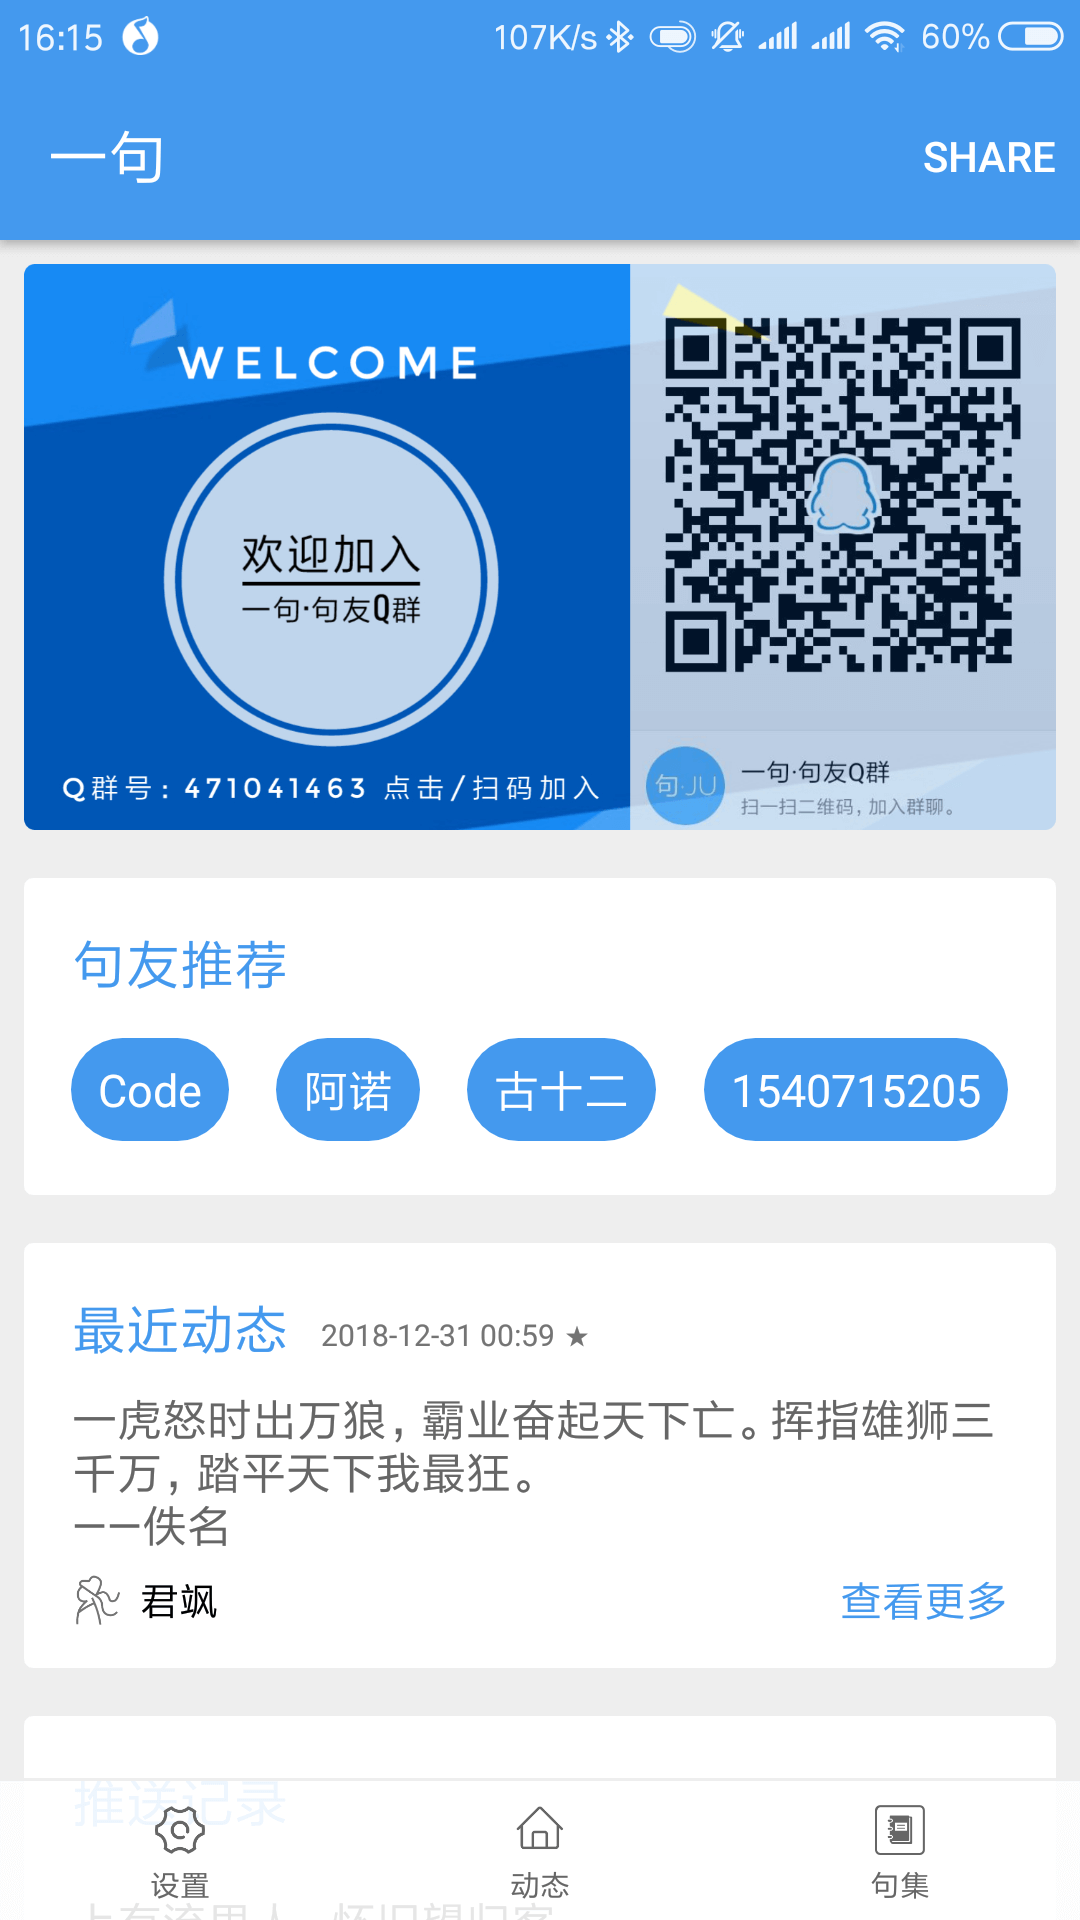 16:15
107K/s
60%
一句
SHARE
WELCOME
欢迎加入
一句·句友Q群
Q群号: 471041463 点击/扫码加入
句·JU
一句·句友Q群
扫一扫二维码,加入群聊。
句友推荐
Code
阿诺
古十二
1540715205
最近动态 2018-12-31 00:59 ★
一虎怒时出万狼，霸业奋起天下亡。挥指雄狮三
千万，踏平天下我最狂。
——佚名
君飒
查看更多
推送记录
设置
动态
句集